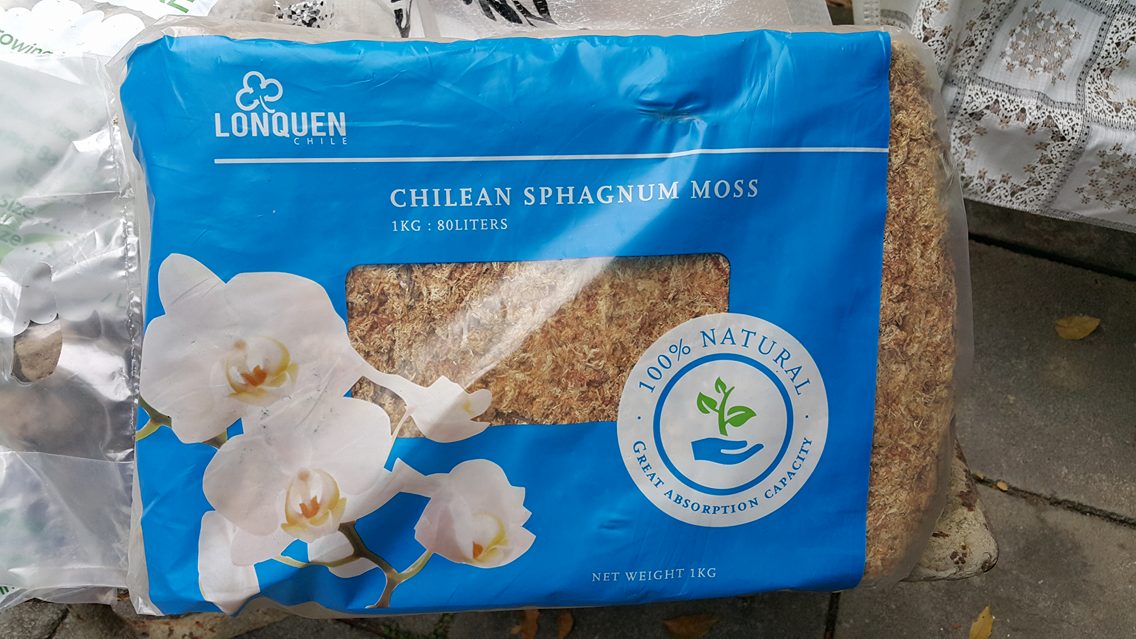 LONQUEN
CHILE
CHILEAN SPHAGNUM MOSS
1KG : 80LITERS
100% NATURAL
GREAT ABSORPTION CAPACITY
NET WEIGHT 1KG